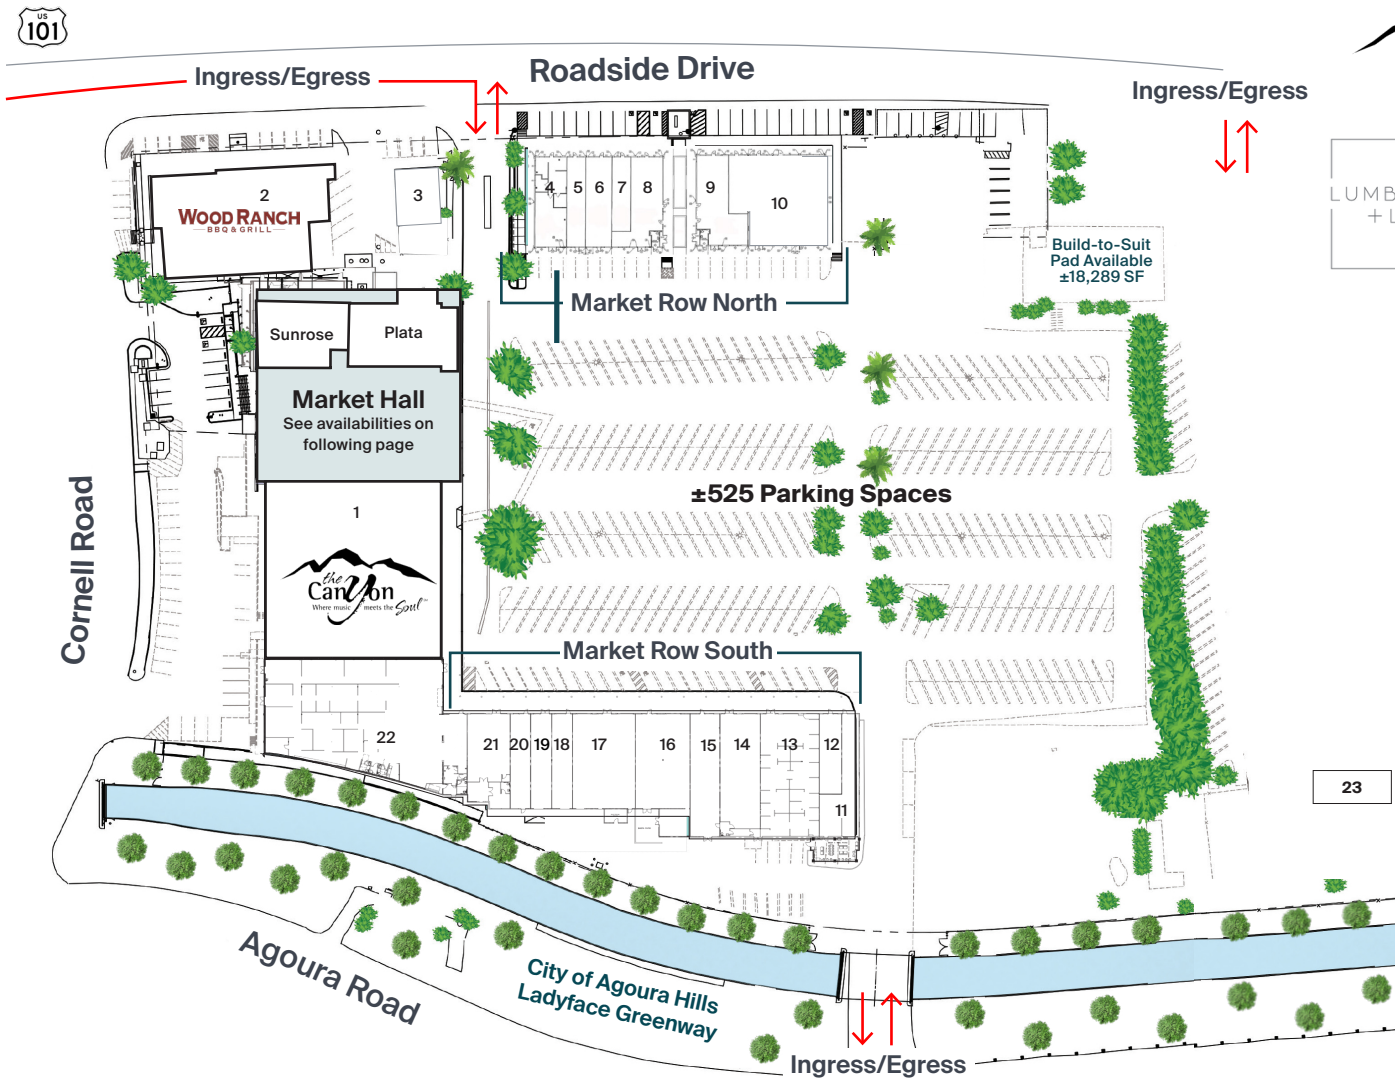 US
101
Ingress/Egress
Roadside Drive
Ingress/Egress
2
WOOD RANCH
BBQ & GRILL
3
4
5
6
7
8
9
10
LUMB
+L
Build-to-Suit
Pad Available
±18,289 SF
Market Row North
Sunrose
Plata
Market Hall
See availabilities on
following page
Cornell Road
±525 Parking Spaces
1
the
Canyon
Where music meets the Soul
Market Row South
22
21
20
19
18
17
16
15
14
13
12
11
23
Agoura Road
City of Agoura Hills
Ladyface Greenway
Ingress/Egress